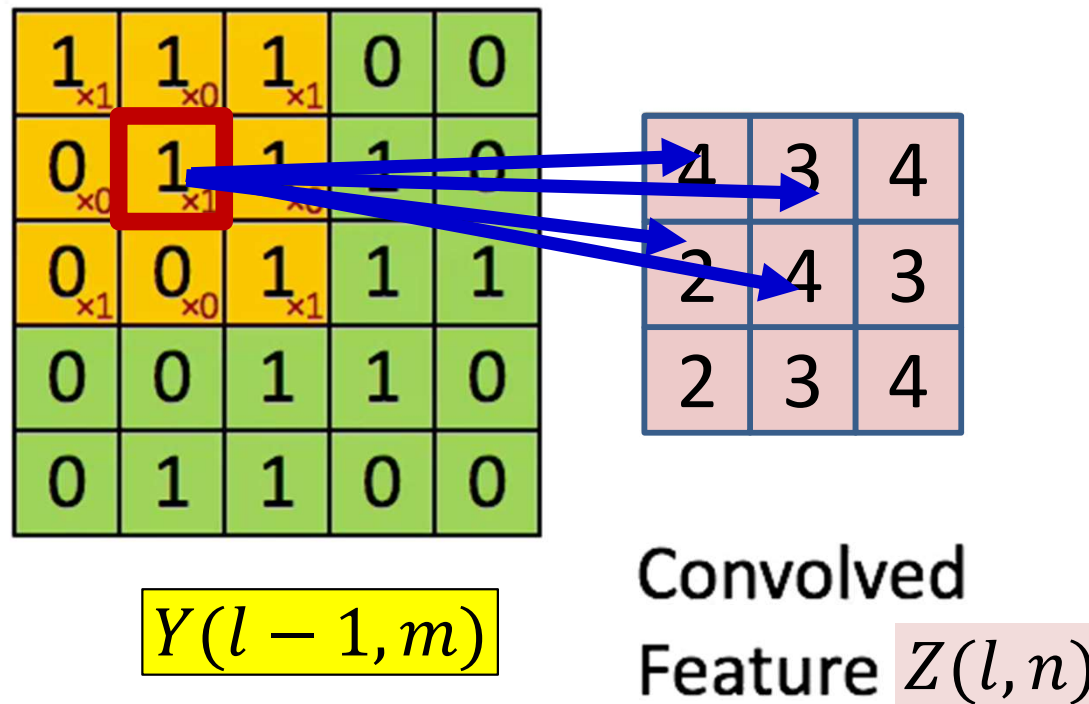 1×1 1×0 1×1 0 0
0×0 1×1 1×0 1 0
0×1 0×0 1×1 1 1
0 0 1 1 0
0 1 1 0 0
4 3 4
2 4 3
2 3 4
Y(l − 1, m)
Convolved
Feature Z(l, n)